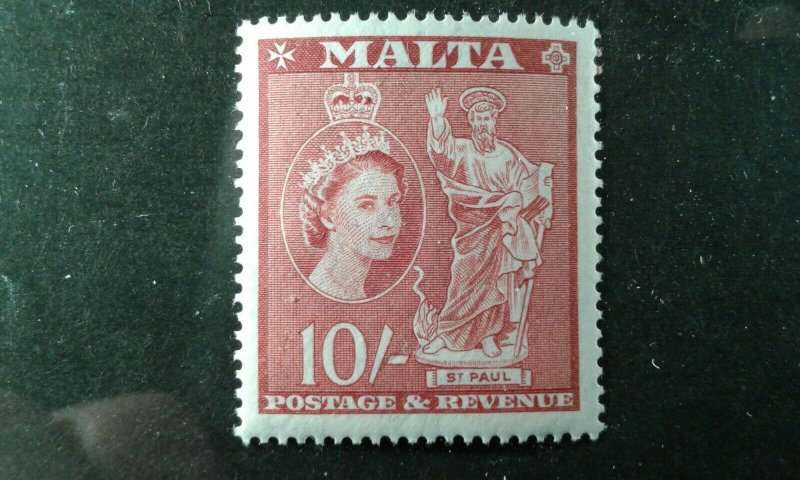 MALTA
10/-
ST PAUL
POSTAGE & REVENUE